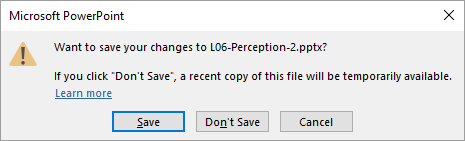 Microsoft PowerPoint
Want to save your changes to L06-Perception-2.pptx?
If you click "Don't Save", a recent copy of this file will be temporarily available.
Learn more
Save Don't Save Cancel